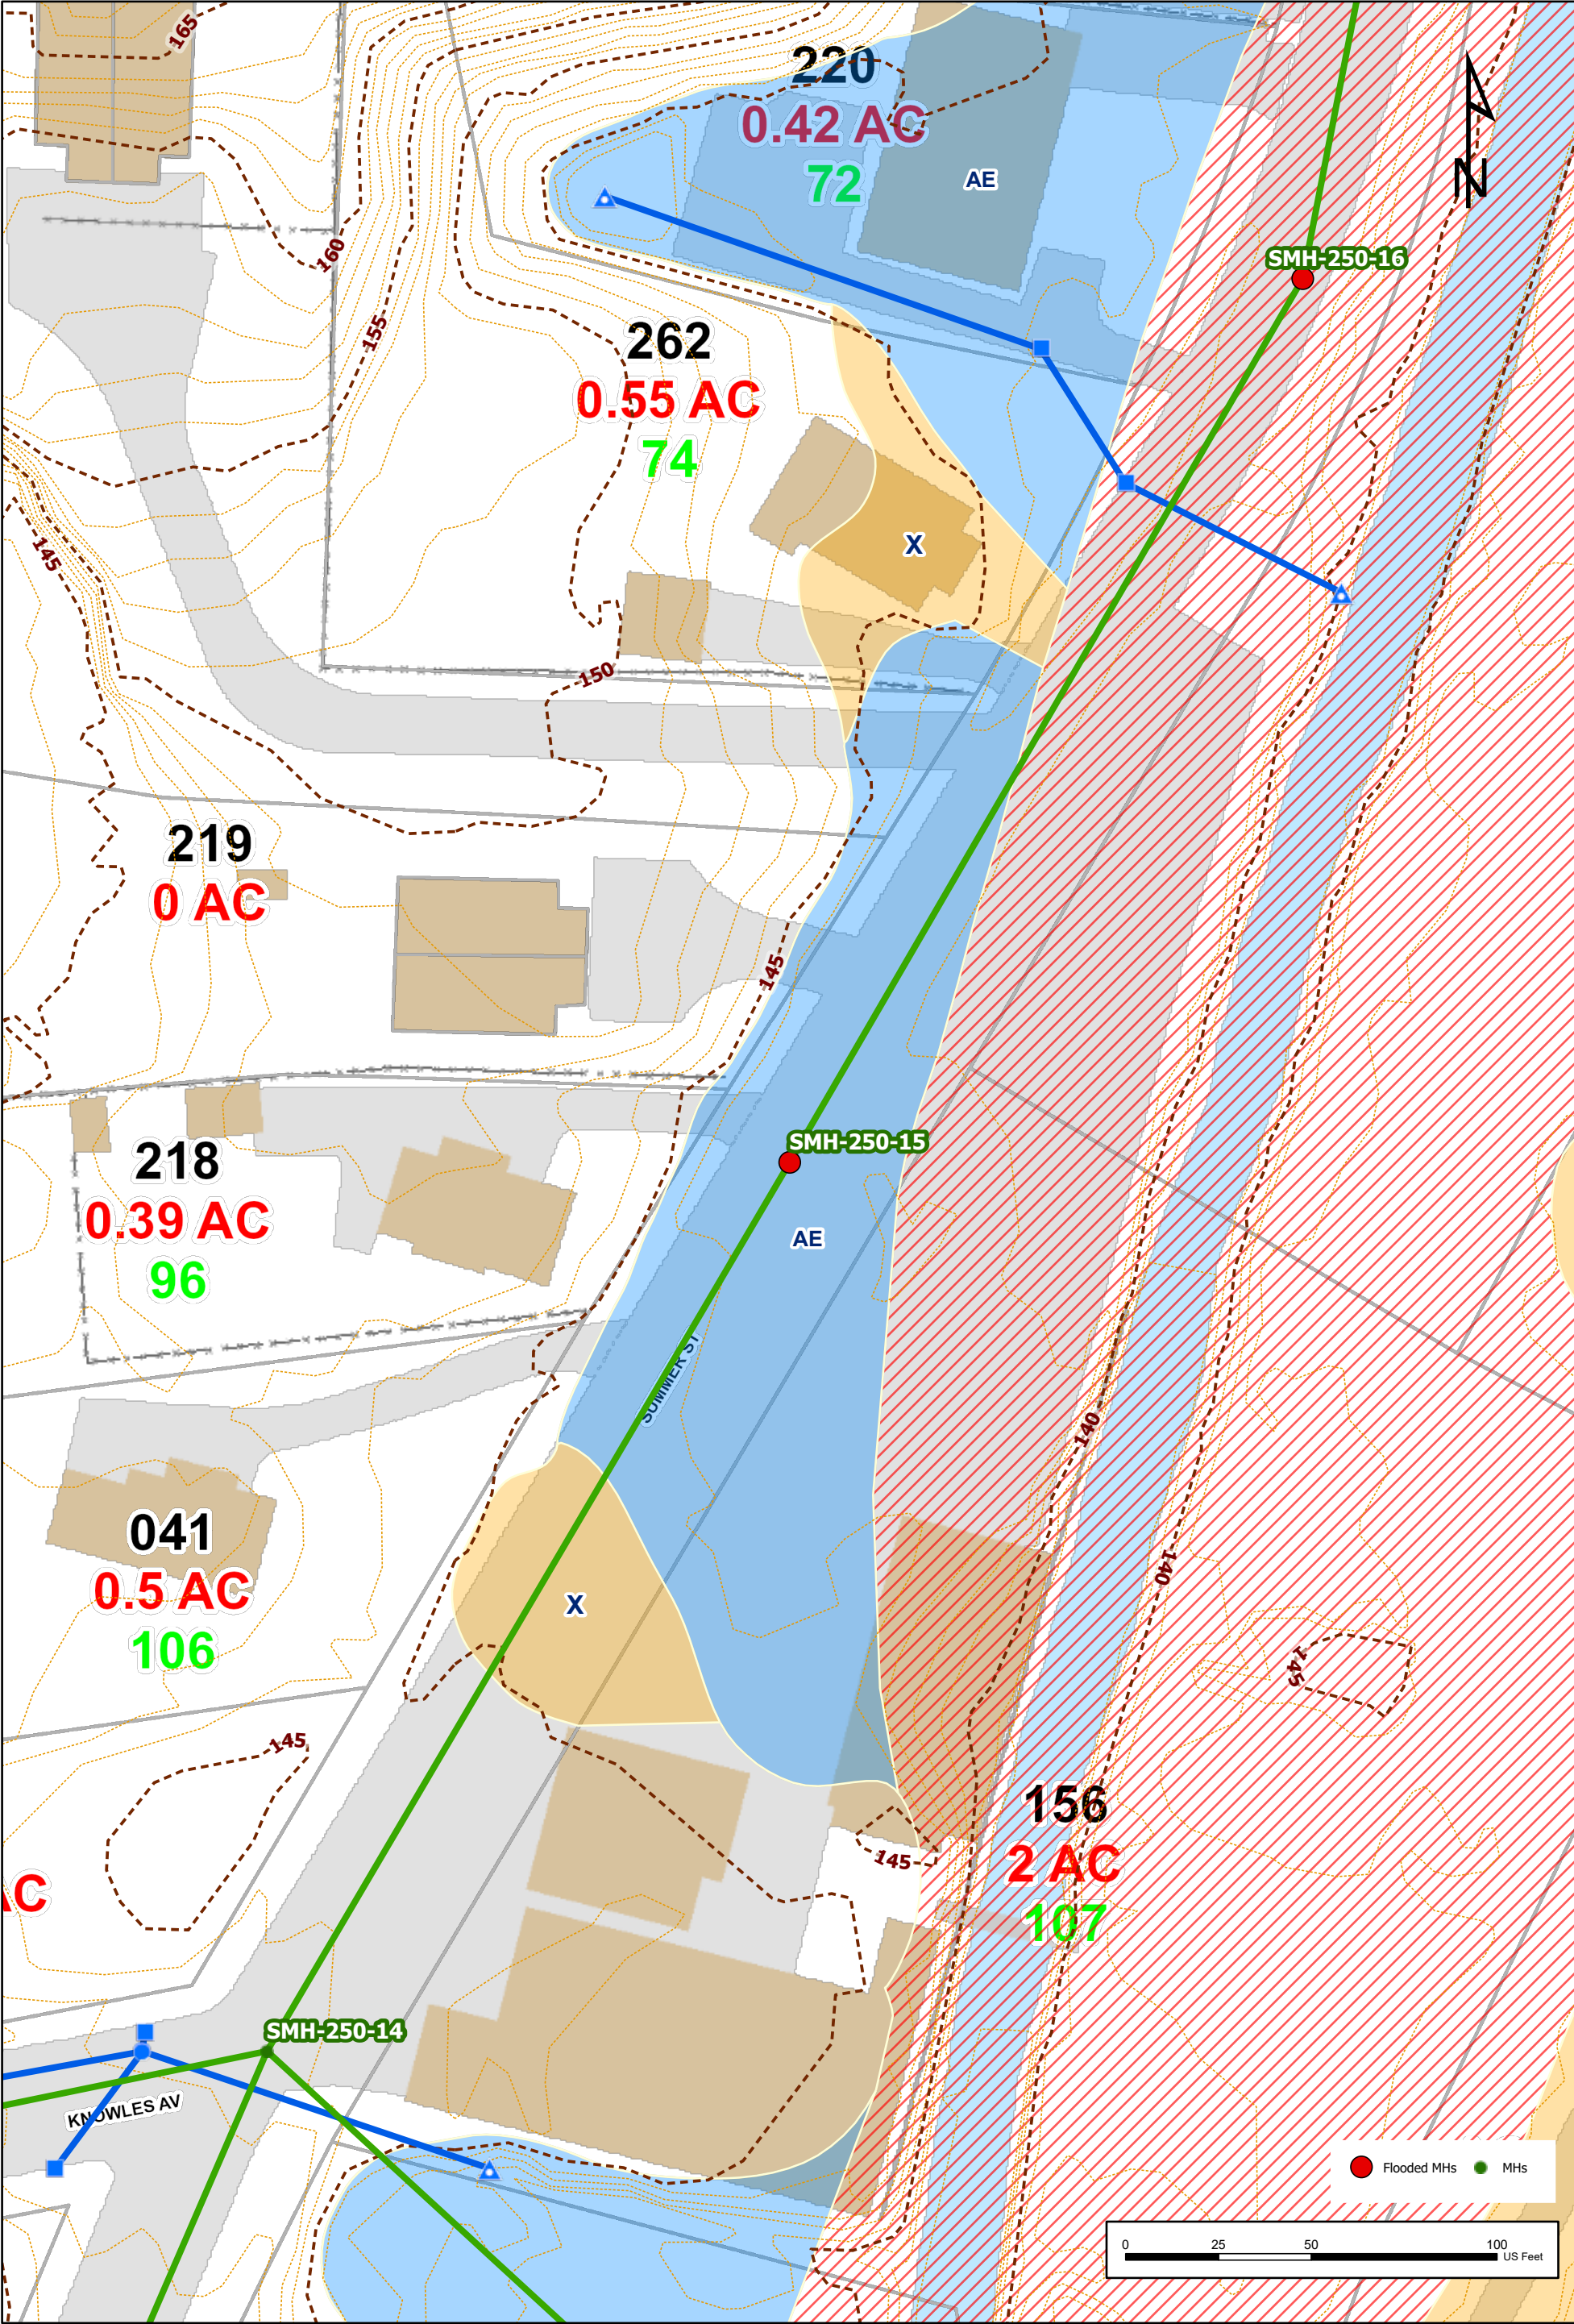 165
220
0.42 AC
72
AE
N
SMH-250-16
160
155
262
0.55 AC
74
X
145
150
219
0 AC
145
SMH-250-15
218
0.39 AC
96
AE
SUMMER ST
140
041
0.5 AC
106
X
140
145
145
156
2 AC
107
145
AC
SMH-250-14
KNOWLES AV
Flooded MHs
MHs
0 25 50 100
US Feet